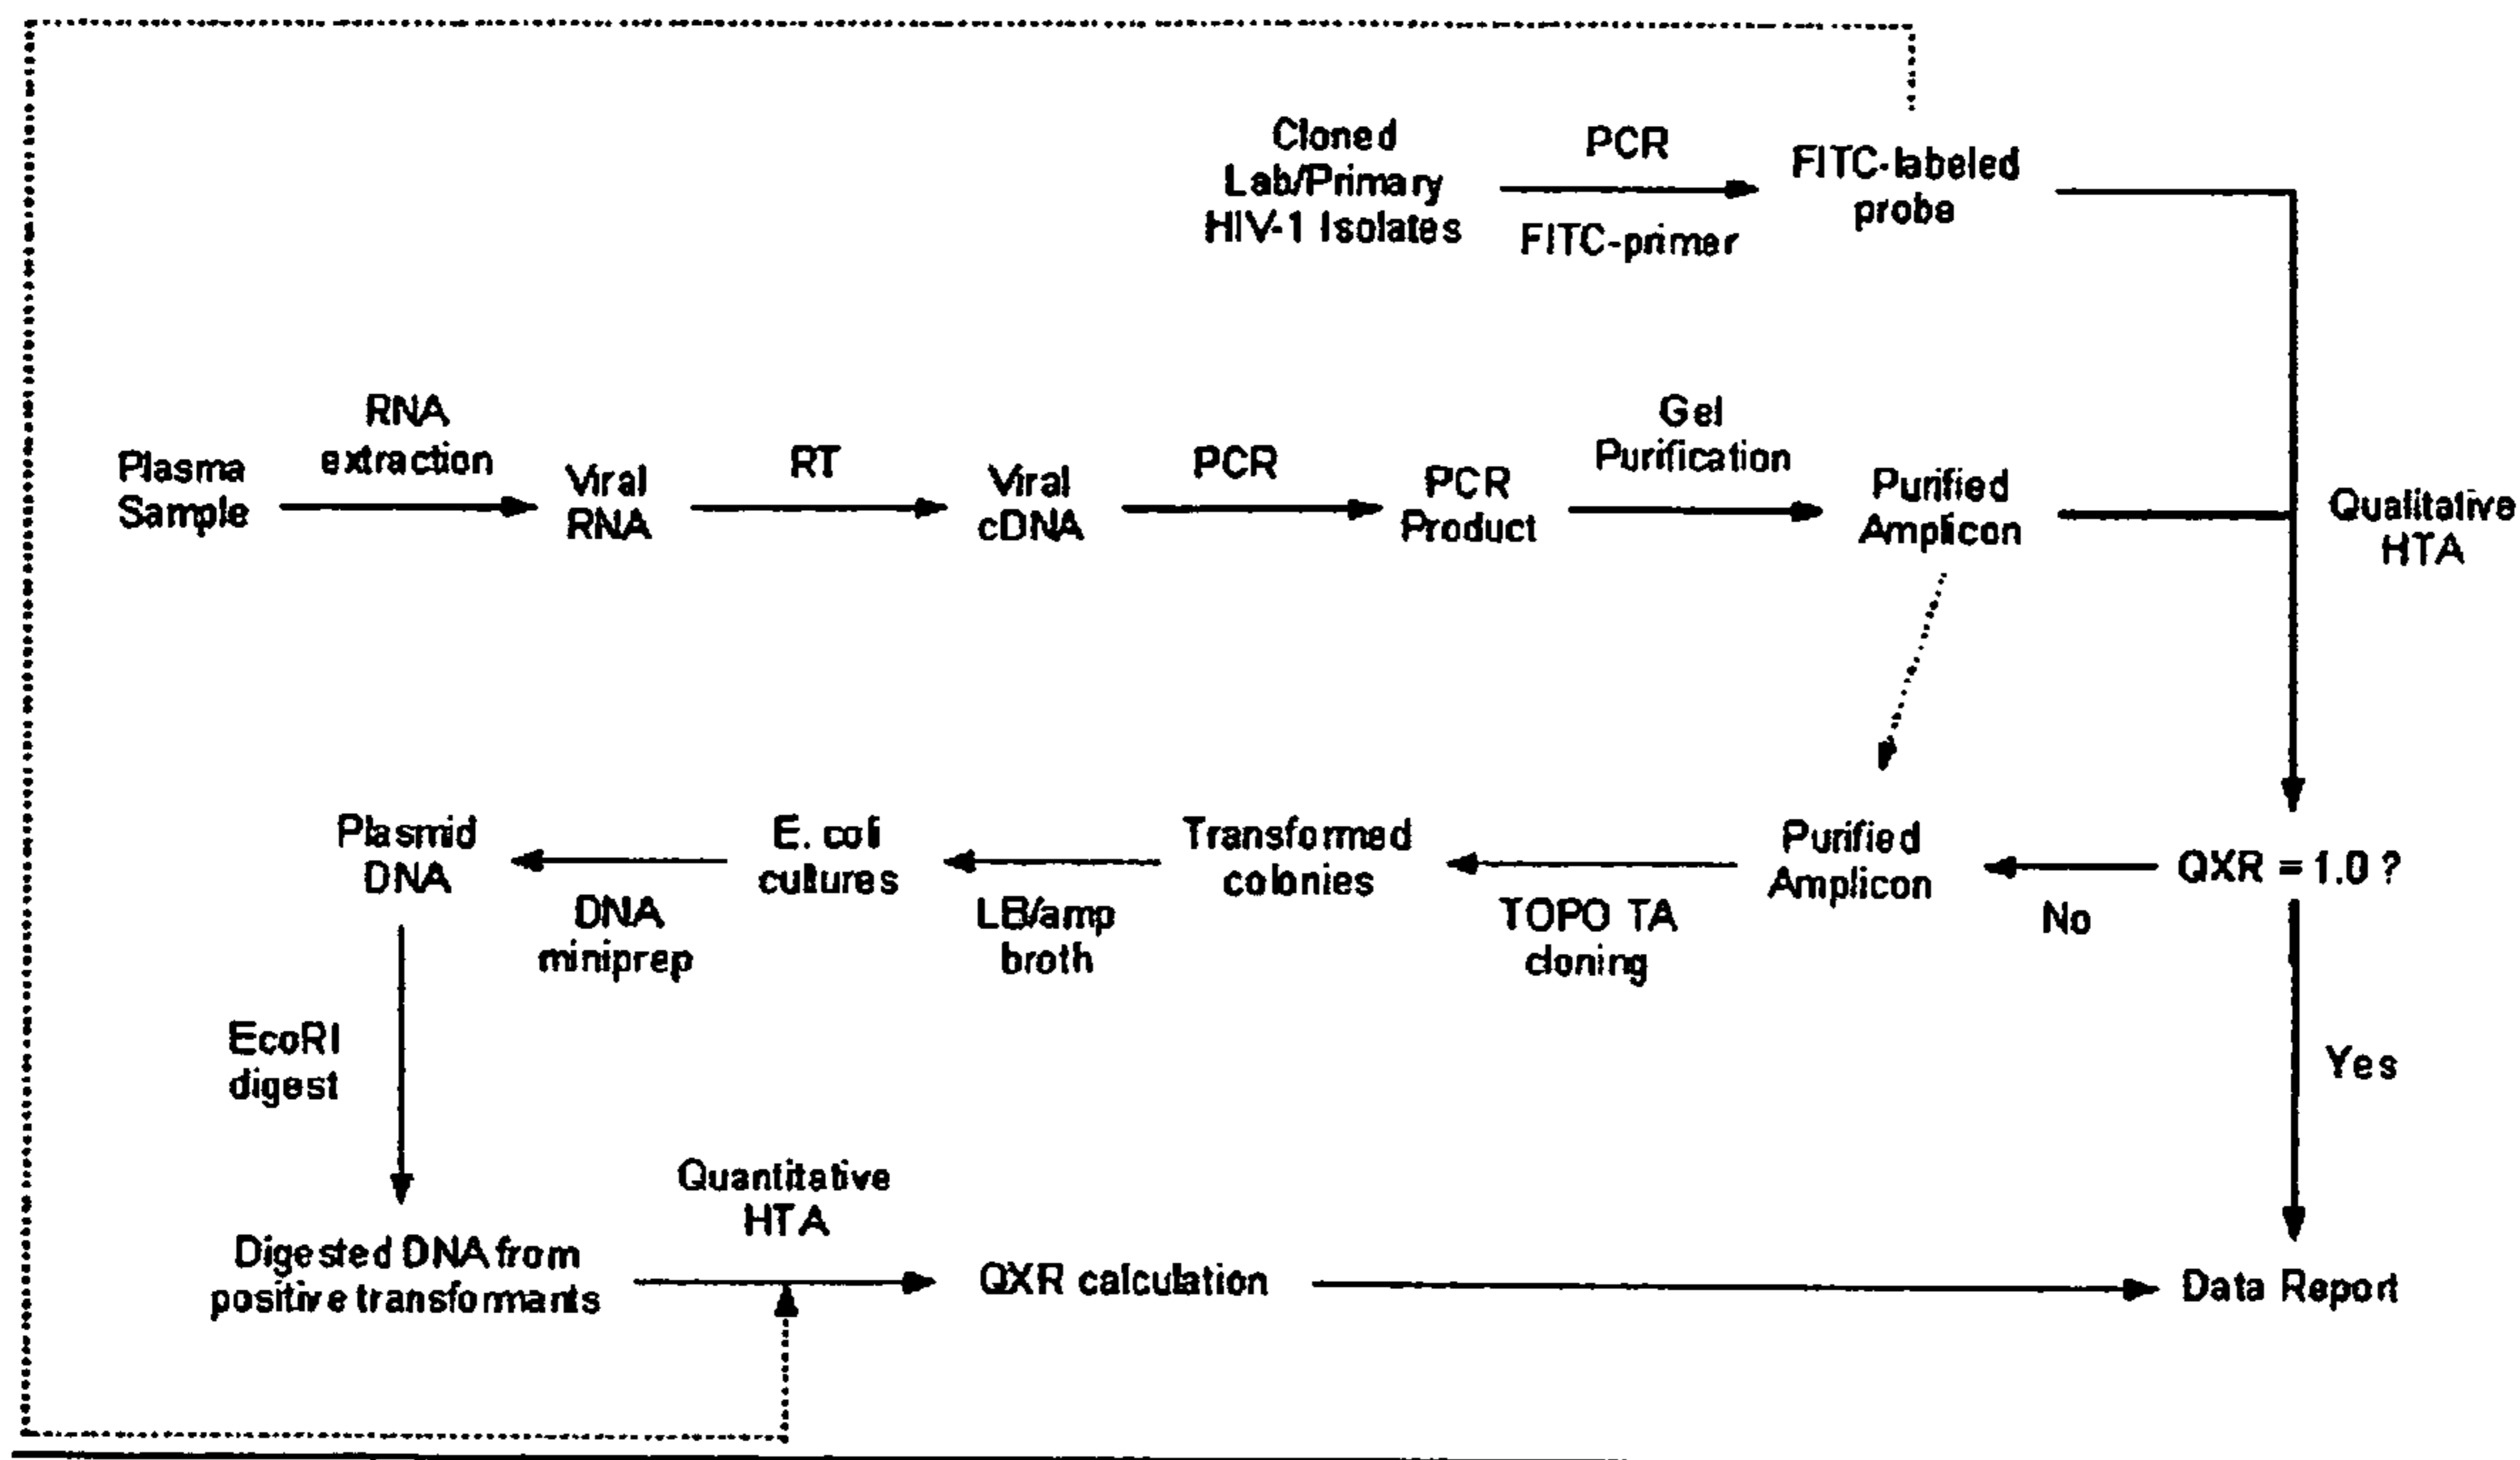 Cloned
Lab/Primary
HIV-1 Isolates
PCR
FITC-primer
FITC-labeled
probe
Plasma
Sample
RNA
extraction
Viral
RNA
RT
Viral
cDNA
PCR
PCR
Product
Gel
Purification
Purified
Amplicon
Qualitative
HTA
Plasmid
DNA
DNA
miniprep
E. coli
cultures
LB/amp
broth
Transformed
colonies
TOPO TA
cloning
Purified
Amplicon
No
QXR = 1.0 ?
EcoRI
digest
Yes
Digested DNA from
positive transformants
Quantitative
HTA
QXR calculation
Data Report